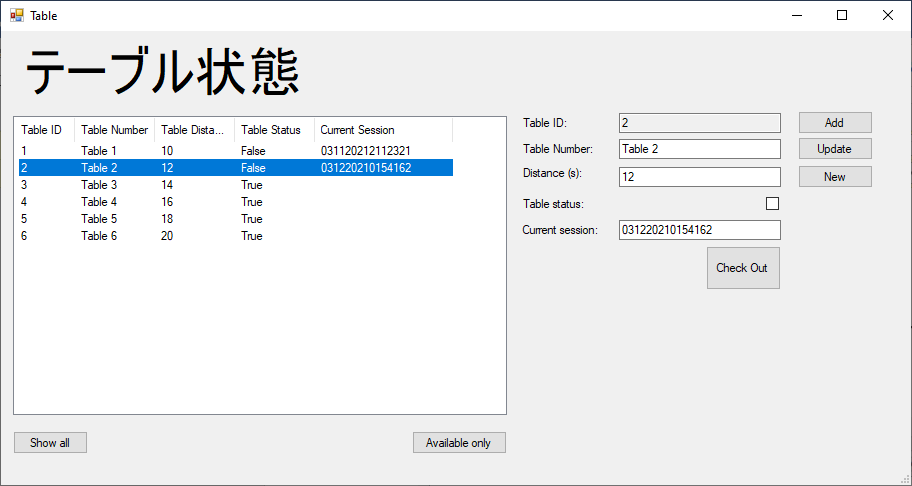 Table
テーブル状態
Table ID Table Number Table Dista... Table Status Current Session
1 Table 1 10 False 031120212112321
2 Table 2 12 False 031220210154162
3 Table 3 14 True
4 Table 4 16 True
5 Table 5 18 True
6 Table 6 20 True
Show all
Available only
Table ID: 2 Add
Table Number: Table 2 Update
Distance (s): 12 New
Table status:
Current session: 031220210154162
Check Out